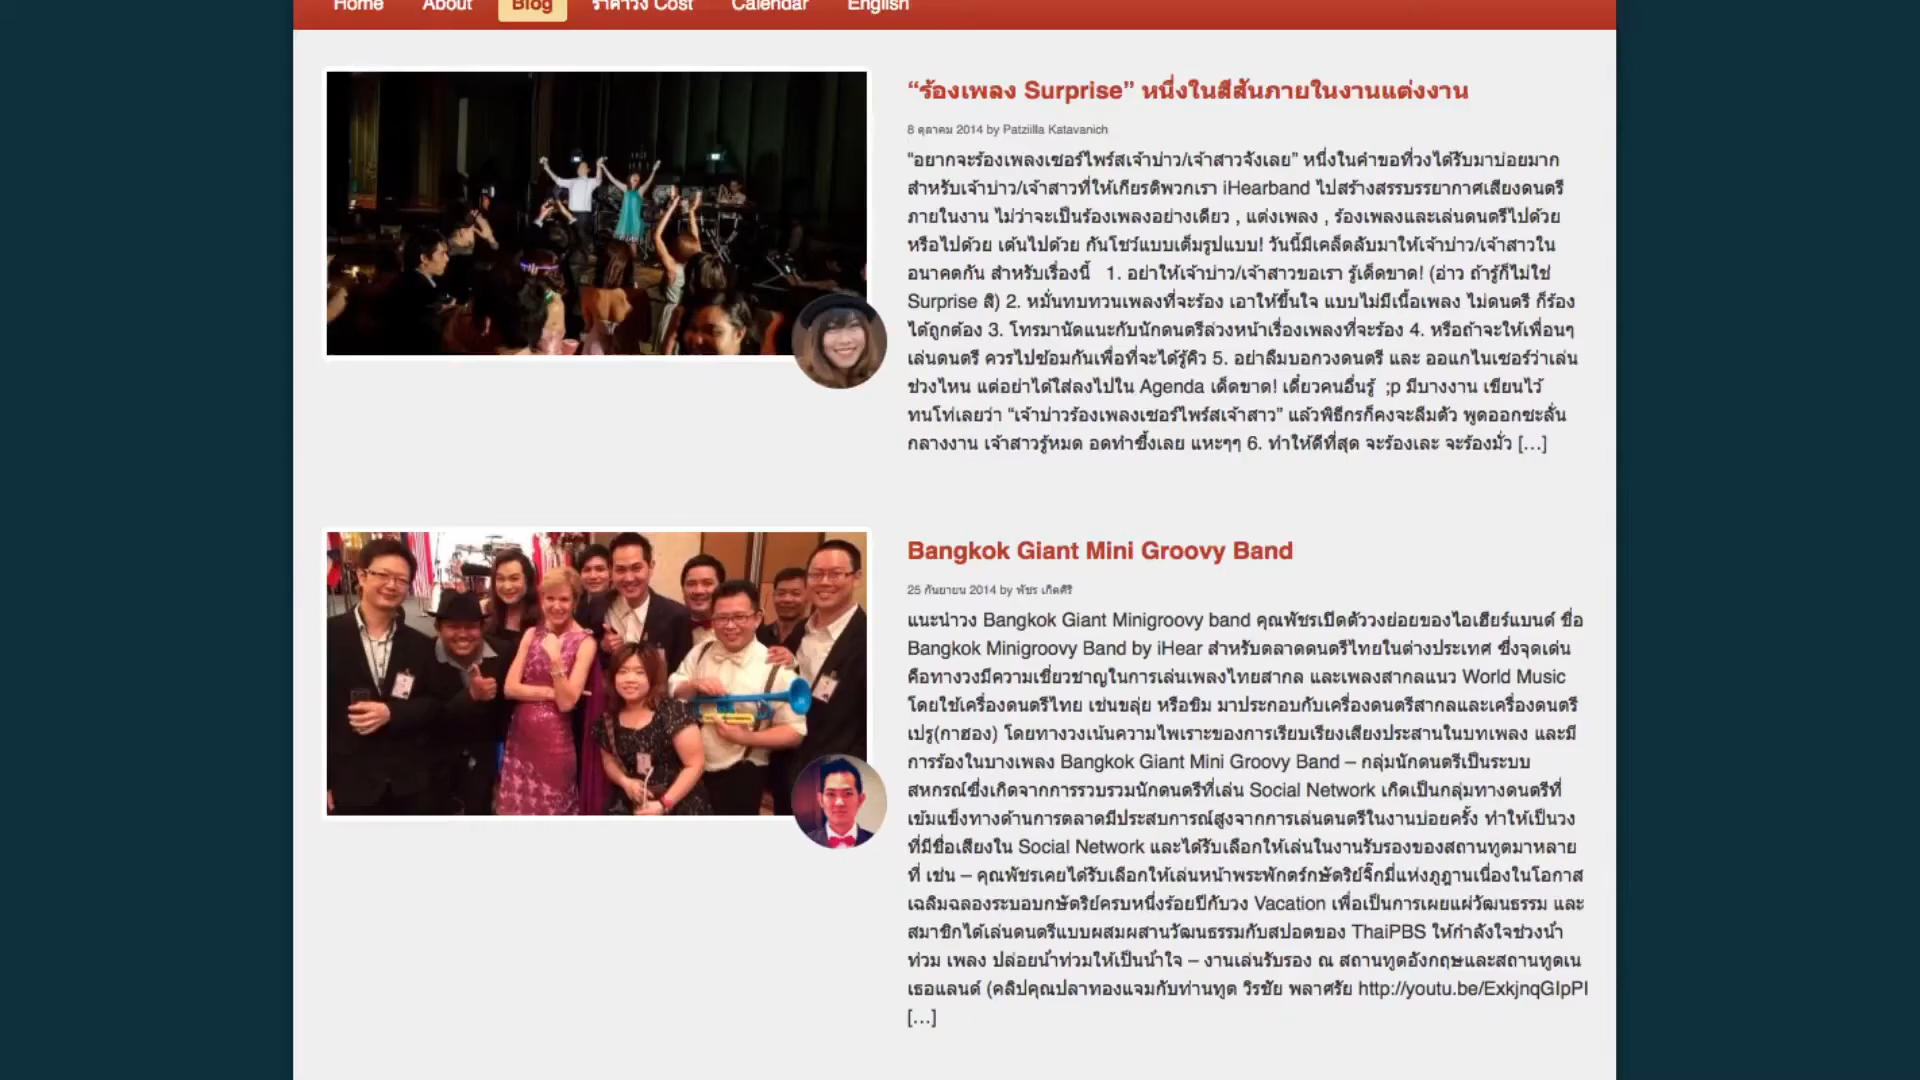 Home About Blog ราคาวง Cost Calendar English
“ร้องเพลง Surprise” หนึ่งในสีสันภายในงานแต่งงาน
8 ตุลาคม 2014 by Patziilla Katavanich
“อยากจะร้องเพลงเซอร์ไพร์สเจ้าบ่าว/เจ้าสาวจังเลย” หนึ่งในคำขอที่วงได้รับมาบ่อยมาก
สำหรับเจ้าบ่าว/เจ้าสาวที่ให้เกียรติพวกเรา iHearband ไปสร้างสรรบรรยากาศเสียงดนตรี
ภายในงาน ไม่ว่าจะเป็นร้องเพลงอย่างเดียว , แต่งเพลง , ร้องเพลงและเล่นดนตรีไปด้วย
หรือไปด้วย เต้นไปด้วย กันโชว์แบบเต็มรูปแบบ! วันนี้มีเคล็ดลับมาให้เจ้าบ่าว/เจ้าสาวใน
อนาคตกัน สำหรับเรื่องนี้ 1. อย่าให้เจ้าบ่าว/เจ้าสาวขอเรา รู้เด็ดขาด! (อ่าว ถ้ารู้ก็ไม่ใช่
Surprise สิ) 2. หมั่นทบทวนเพลงที่จะร้อง เอาให้ขึ้นใจ แบบไม่มีเนื้อเพลง ไม่ดนตรี ก็ร้อง
ได้ถูกต้อง 3. โทรมานัดแนะกับนักดนตรีล่วงหน้าเรื่องเพลงที่จะร้อง 4. หรือถ้าจะให้เพื่อนๆ
เล่นดนตรี ควรไปซ้อมกันเพื่อที่จะได้รู้คิว 5. อย่าลืมบอกวงดนตรี และ ออแกไนเซอร์ว่าเล่น
ช่วงไหน แต่อย่าได้ใส่ลงไปใน Agenda เด็ดขาด! เดี๋ยวคนอื่นรู้ ;p มีบางงาน เขียนไว้
ทนโท่เลยว่า “เจ้าบ่าวร้องเพลงเซอร์ไพร์สเจ้าสาว” แล้วพิธีกรก็คงจะลืมตัว พูดออกซะลั่น
กลางงาน เจ้าสาวรู้หมด อดทำซึ้งเลย แหะๆๆ 6. ทำให้ดีที่สุด จะร้องเละ จะร้องมั่ว […]
Bangkok Giant Mini Groovy Band
25 กันยายน 2014 by พัชร เกิดศิริ
แนะนำวง Bangkok Giant Minigroovy band คุณพัชรเปิดตัววงย่อยของไอเฮียร์แบนด์ ชื่อ
Bangkok Minigroovy Band by iHear สำหรับตลาดดนตรีไทยในต่างประเทศ ซึ่งจุดเด่น
คือทางวงมีความเชี่ยวชาญในการเล่นเพลงไทยสากล และเพลงสากลแนว World Music
โดยใช้เครื่องดนตรีไทย เช่นขลุ่ย หรือขิม มาประกอบกับเครื่องดนตรีสากลและเครื่องดนตรี
เปรู(กาฮอง) โดยทางวงเน้นความไพเราะของการเรียบเรียงเสียงประสานในบทเพลง และมี
การร้องในบางเพลง Bangkok Giant Mini Groovy Band – กลุ่มนักดนตรีเป็นระบบ
สหกรณ์ซึ่งเกิดจากการรวบรวมนักดนตรีที่เล่น Social Network เกิดเป็นกลุ่มทางดนตรีที่
เข้มแข็งทางด้านการตลาดมีประสบการณ์สูงจากการเล่นดนตรีในงานบ่อยครั้ง ทำให้เป็นวง
ที่มีชื่อเสียงใน Social Network และได้รับเลือกให้เล่นในงานรับรองของสถานทูตมาหลาย
ที่ เช่น – คุณพัชรเคยได้รับเลือกให้เล่นหน้าพระพักตร์กษัตริย์จิ๊กมี่แห่งภูฎานเนื่องในโอกาส
เฉลิมฉลองระบอบกษัตริย์ครบหนึ่งร้อยปีกับวง Vacation เพื่อเป็นการเผยแผ่วัฒนธรรม และ
สมาชิกได้เล่นดนตรีแบบผสมผสานวัฒนธรรมกับสปอตของ ThaiPBS ให้กำลังใจช่วงน้ำ
ท่วม เพลง ปล่อยน้ำท่วมให้เป็นน้ำใจ – งานเล่นรับรอง ณ สถานทูตอังกฤษและสถานทูตเน
เธอแลนด์ (คลิปคุณปลาทองแจมกับท่านทูต วิรชัย พลาศรัย http://youtu.be/ExkjnqGIpPI
[…]